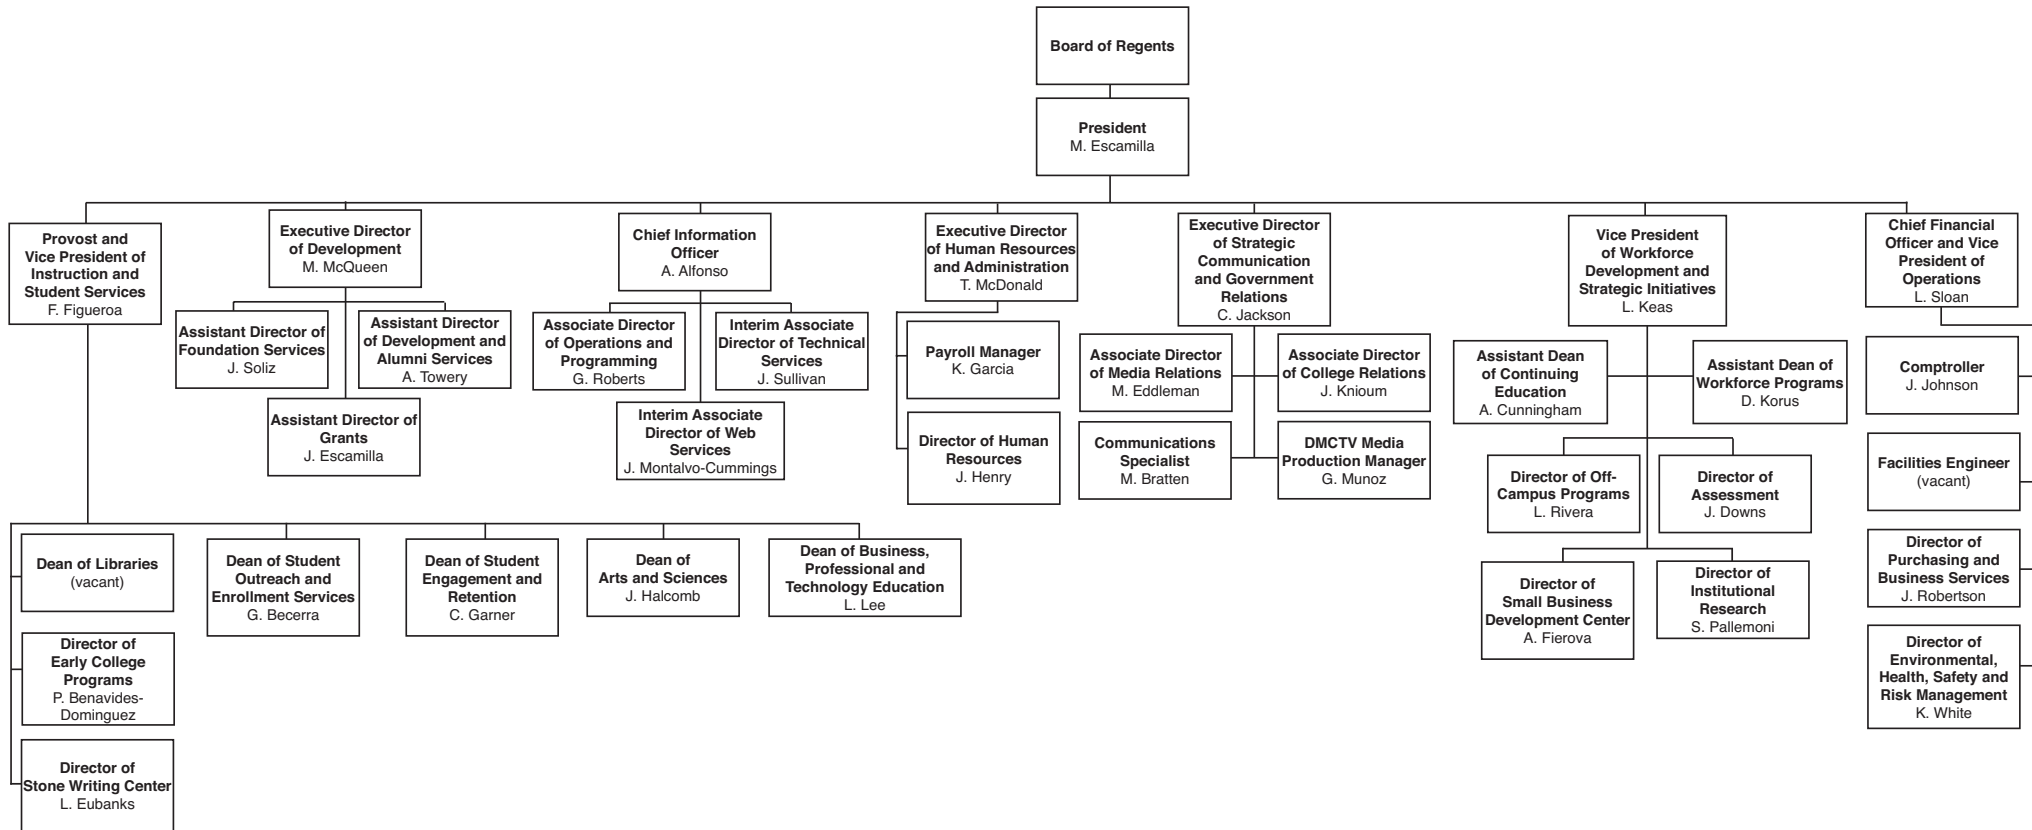 Board of Regents
President
M. Escamilla
Provost and
Vice President of
Instruction and
Student Services
F. Figueroa
Executive Director
of Development
M. McQueen
Chief Information
Officer
A. Alfonso
Executive Director
of Human Resources
and Administration
T. McDonald
Executive Director
of Strategic
Communication
and Government
Relations
C. Jackson
Vice President
of Workforce
Development and
Strategic Initiatives
L. Keas
Chief Financial
Officer and Vice
President of
Operations
L. Sloan
Assistant Director of
Foundation Services
J. Soliz
Assistant Director
of Development and
Alumni Services
A. Towery
Assistant Director of
Grants
J. Escamilla
Associate Director
of Operations and
Programming
G. Roberts
Interim Associate
Director of Technical
Services
J. Sullivan
Interim Associate
Director of Web
Services
J. Montalvo-Cummings
Payroll Manager
K. Garcia
Director of Human
Resources
J. Henry
Associate Director
of Media Relations
M. Eddleman
Associate Director
of College Relations
J. Knioum
Communications
Specialist
M. Bratten
DMCTV Media
Production Manager
G. Munoz
Assistant Dean
of Continuing
Education
A. Cunningham
Assistant Dean of
Workforce Programs
D. Korus
Director of Off-
Campus Programs
L. Rivera
Director of
Assessment
J. Downs
Director of
Small Business
Development Center
A. Fierova
Director of
Institutional
Research
S. Pallemoni
Comptroller
J. Johnson
Facilities Engineer
(vacant)
Director of
Purchasing and
Business Services
J. Robertson
Director of
Environmental,
Health, Safety and
Risk Management
K. White
Dean of Libraries
(vacant)
Dean of Student
Outreach and
Enrollment Services
G. Becerra
Dean of Student
Engagement and
Retention
C. Garner
Dean of
Arts and Sciences
J. Halcomb
Dean of Business,
Professional and
Technology Education
L. Lee
Director of
Early College
Programs
P. Benavides-
Dominguez
Director of
Stone Writing Center
L. Eubanks